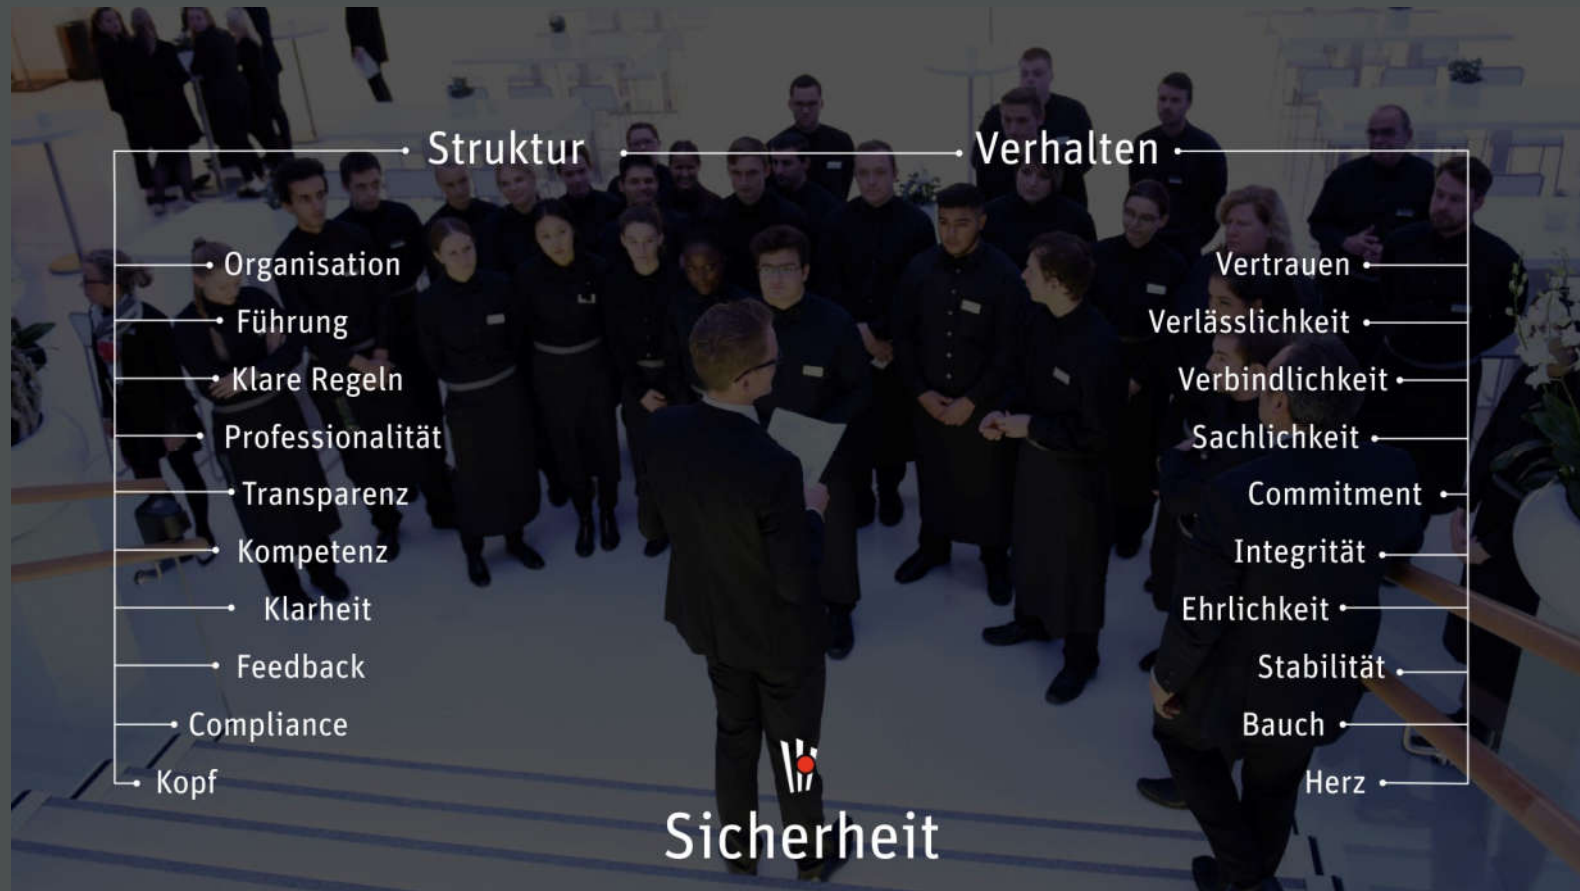 Struktur
Verhalten
Organisation
Führung
Klare Regeln
Professionalität
Transparenz
Kompetenz
Klarheit
Feedback
Compliance
Kopf
Vertrauen
Verlässlichkeit
Verbindlichkeit
Sachlichkeit
Commitment
Integrität
Ehrlichkeit
Stabilität
Bauch
Herz
Sicherheit